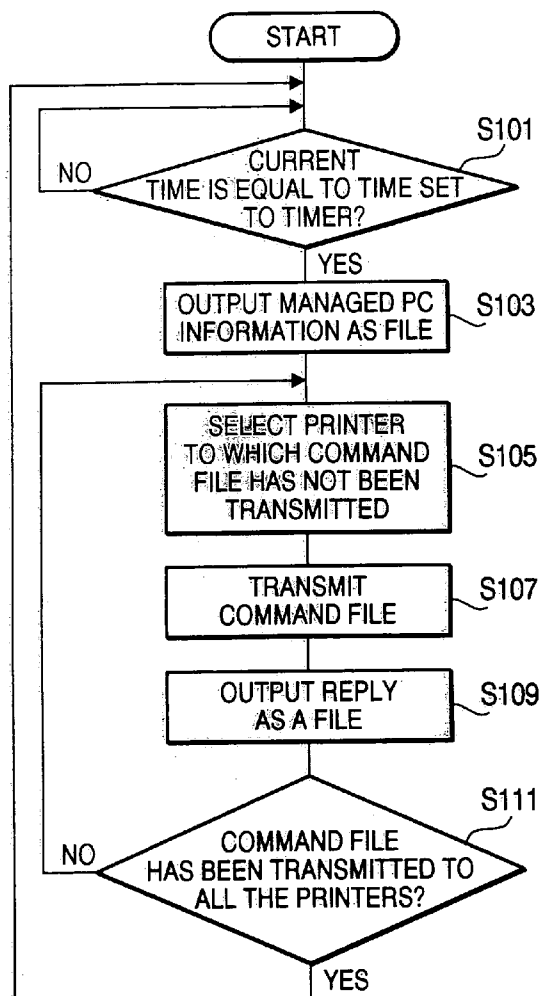 START
S101
CURRENT
TIME IS EQUAL TO TIME SET
TO TIMER?
NO
YES
OUTPUT MANAGED PC
INFORMATION AS FILE
S103
SELECT PRINTER
TO WHICH COMMAND
FILE HAS NOT BEEN
TRANSMITTED
S105
TRANSMIT
COMMAND FILE
S107
OUTPUT REPLY
AS A FILE
S109
S111
COMMAND FILE
HAS BEEN TRANSMITTED TO
ALL THE PRINTERS?
NO
YES